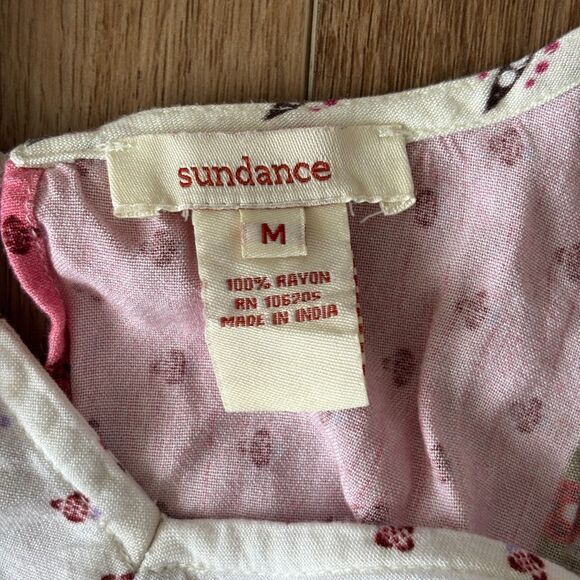 sundance
M
100% RAYON
RN 106205
MADE IN INDIA